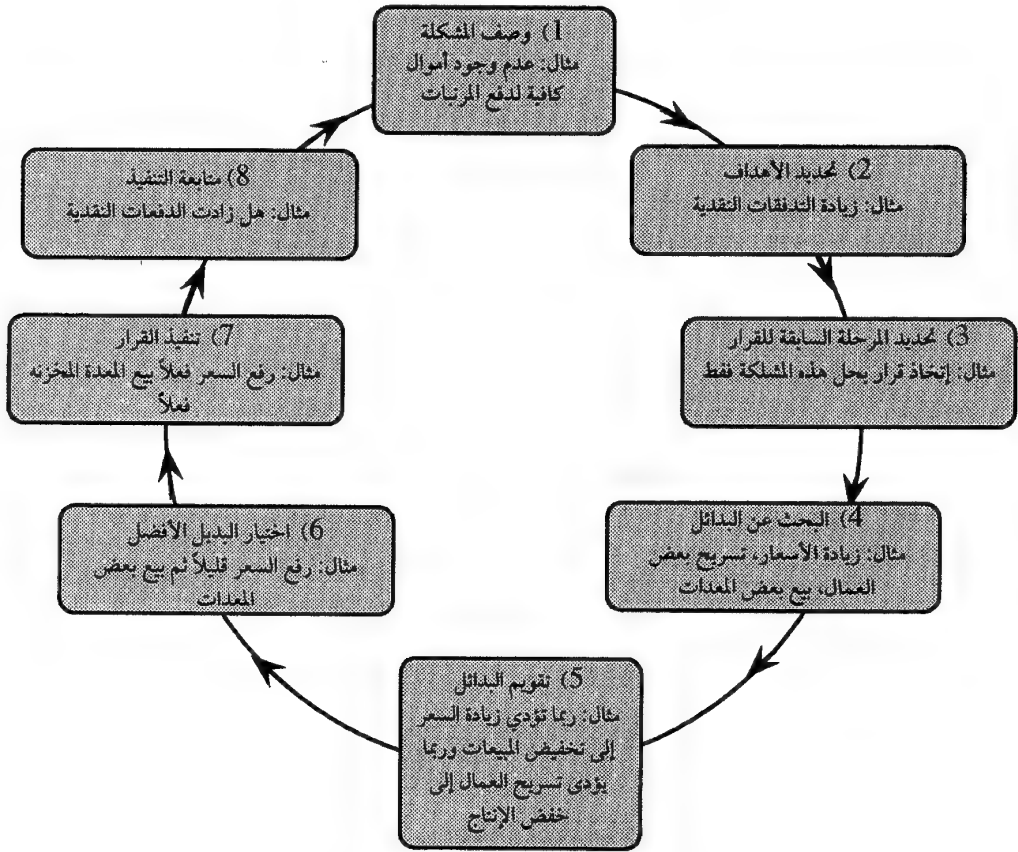 1) وصف المشكلة
مثال: عدم وجود أموال
كافية لدفع المرتبات
2) تحديد الأهداف
مثال: زيادة التدفقات النقدية
3) تحديد المرحلة السابقة للقرار
مثال: إتخاذ قرار بحل هذه المشلكة فقط
4) البحث عن البدائل
مثال: زيادة الأسعار، تسريح بعض
العمال، بيع بعض المعدات
5) تقويم البدائل
مثال: ربما تؤدي زيادة السعر
إلى تخفيض المبيعات وربما
يؤدى تسريح العمال إلى
خفض الإنتاج
6) اختيار البديل الأفضل
مثال: رفع السعر قليلاً ثم بيع بعض
المعدات
7) تنفيذ القرار
مثال: رفع السعر فعلاً بيع المعدة المخزنه
فعلاً
8) متابعة التنفيذ
مثال: هل زادت الدفعات النقدية